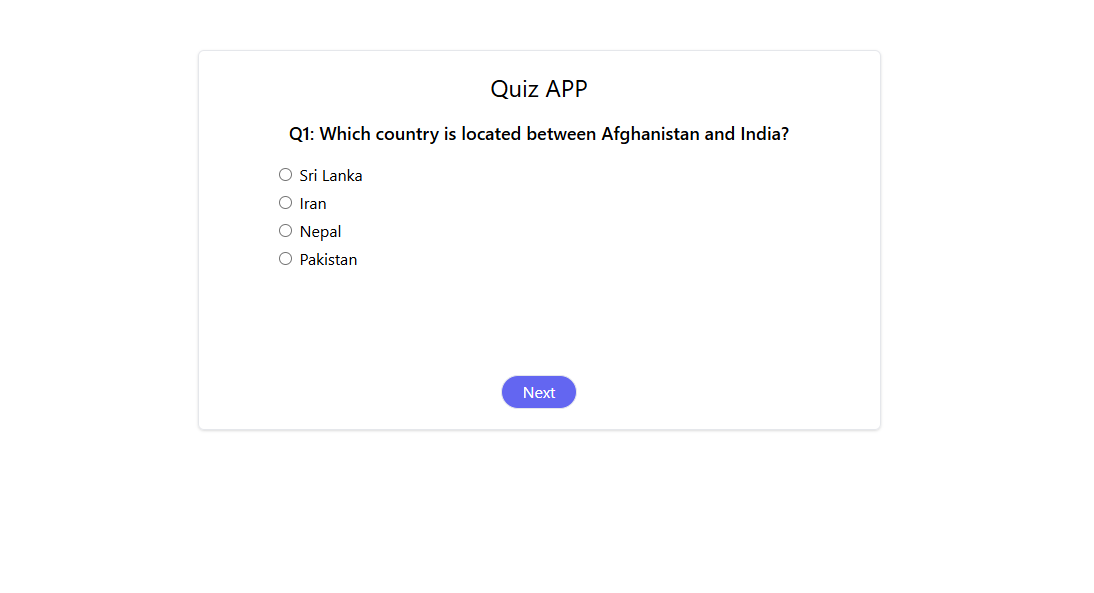 Quiz APP
Q1: Which country is located between Afghanistan and India?
Sri Lanka
Iran
Nepal
Pakistan
Next